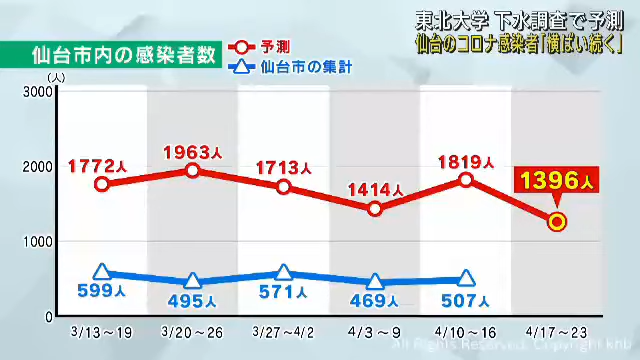 東北大学 下水調査で予測
仙台のコロナ感染者「横ばい続く」
仙台市内の感染者数
予測
仙台市の集計
(人)
3000
2000
1000
0
1772人
1963人
1713人
1414人
1819人
1396人
599人
495人
571人
469人
507人
3/13～19
3/20～26
3/27～4/2
4/3～9
4/10～16
4/17～23
All Rights Reserved. Copyright khb